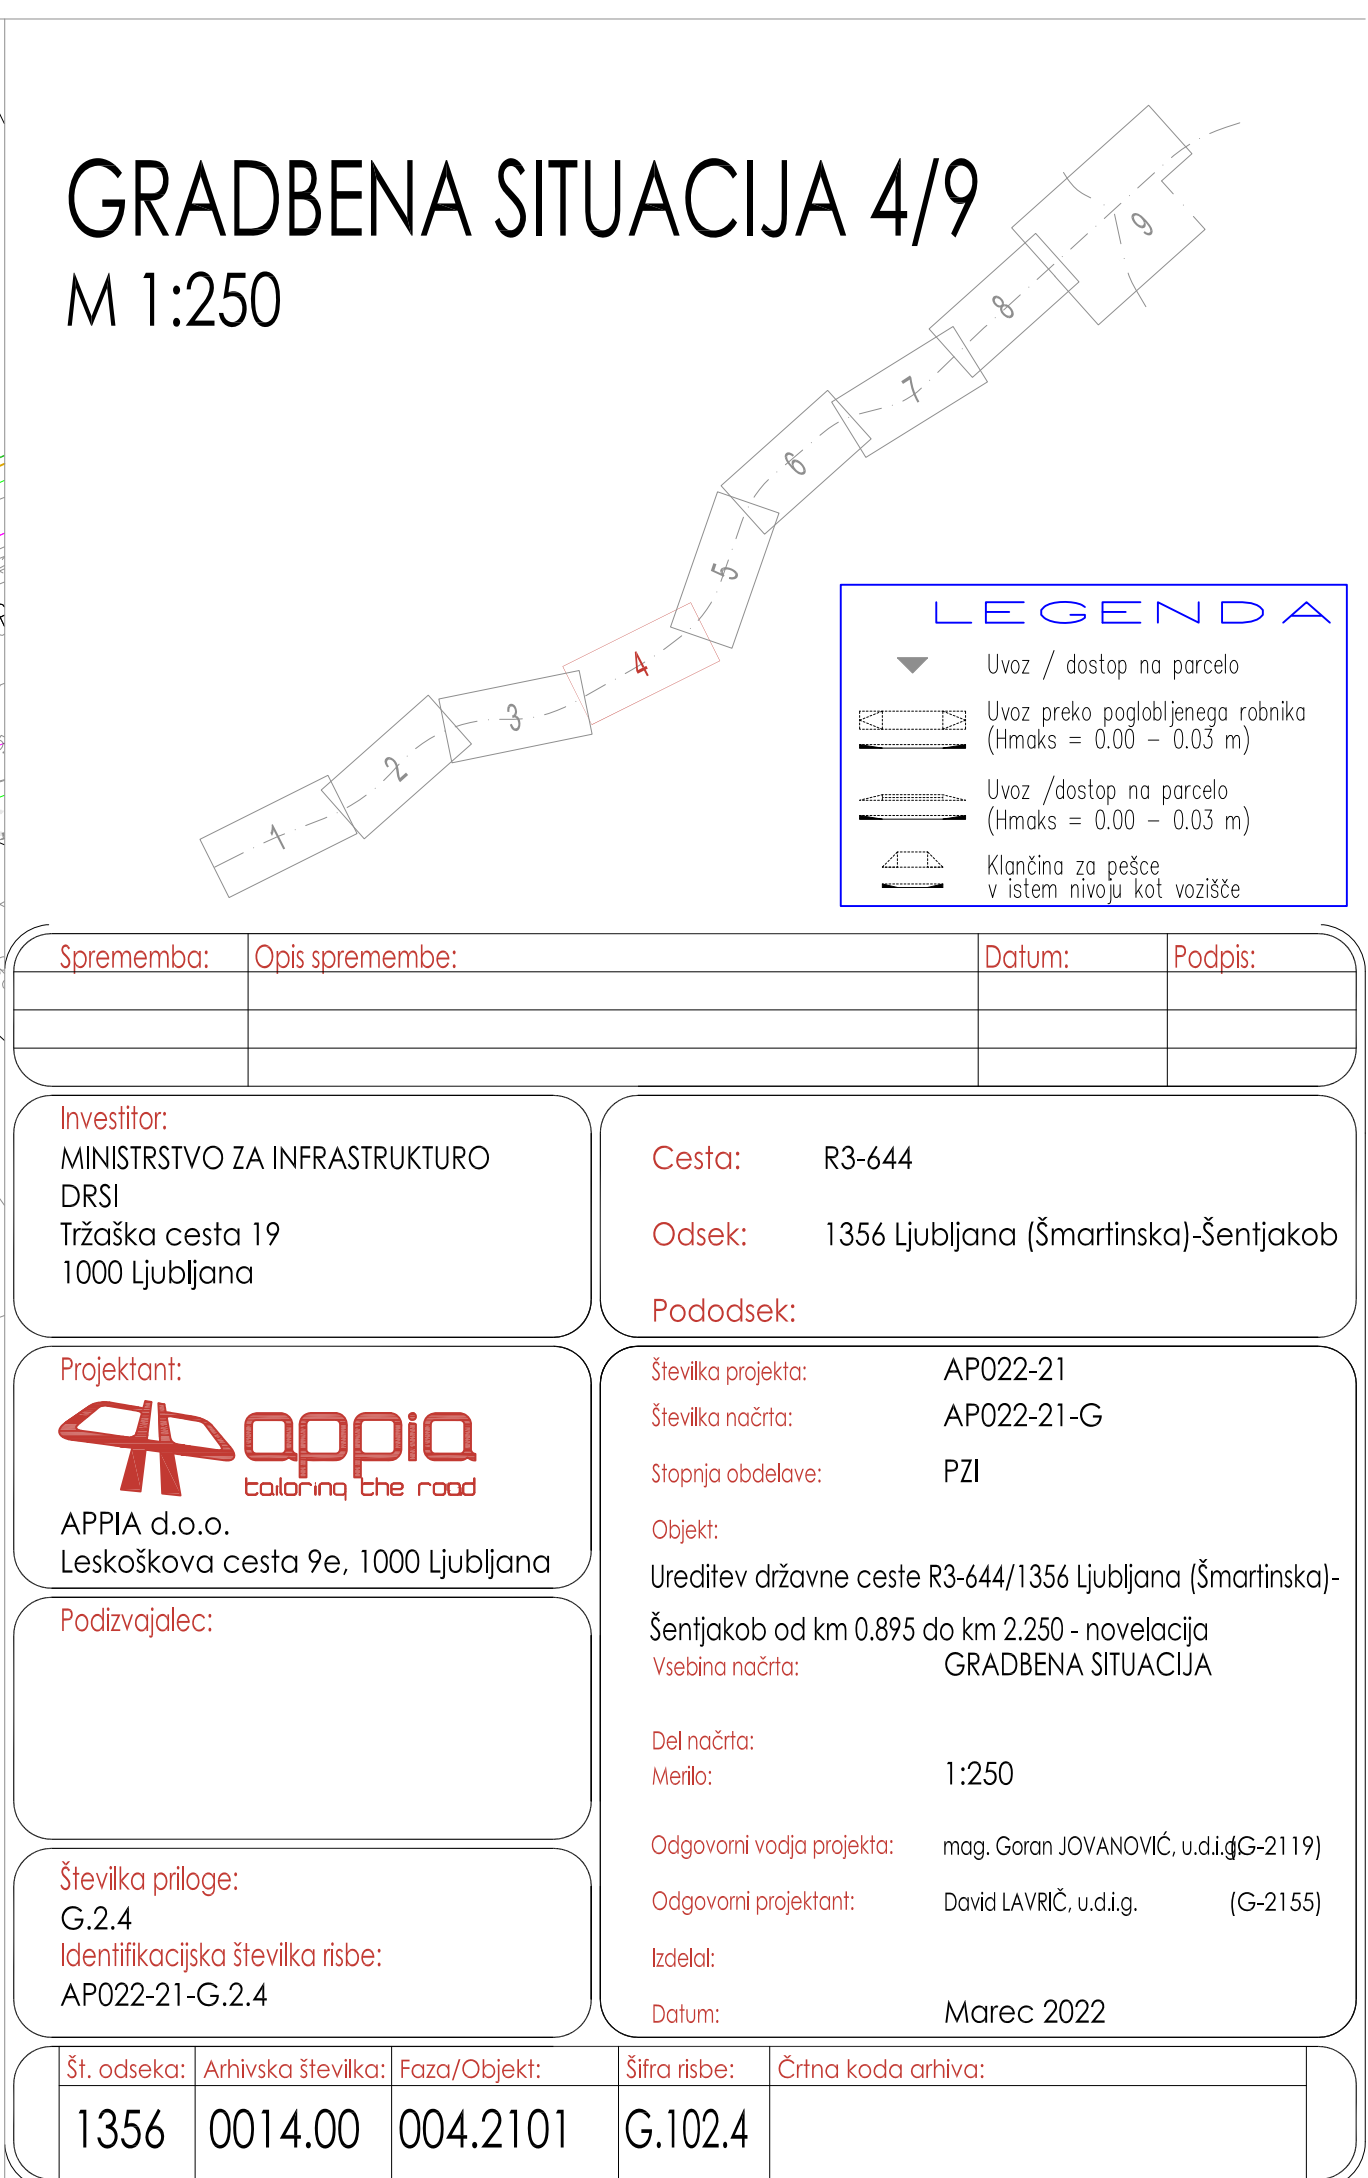 GRADBENA SITUACIJA 4/9
M 1:250
9
8
7
6
5
4
3
2
1
LEGENDA
Uvoz / dostop na parcelo
Uvoz preko poglobljenega robnika
(Hmaks = 0.00 - 0.03 m)
Uvoz /dostop na parcelo
(Hmaks = 0.00 - 0.03 m)
Klančina za pešce
v istem nivoju kot vozišče
Sprememba: Opis spremembe: Datum: Podpis:
Investitor:
MINISTRSTVO ZA INFRASTRUKTURO
DRSI
Tržaška cesta 19
1000 Ljubljana
Cesta: R3-644
Odsek: 1356 Ljubljana (Šmartinska)-Šentjakob
Pododsek:
Projektant:
appia
tailoring the road
APPIA d.o.o.
Leskoškova cesta 9e, 1000 Ljubljana
Podizvajalec:
Številka priloge:
G.2.4
Identifikacijska številka risbe:
AP022-21-G.2.4
Številka projekta: AP022-21
Številka načrta: AP022-21-G
Stopnja obdelave: PZI
Objekt:
Ureditev državne ceste R3-644/1356 Ljubljana (Šmartinska)-
Šentjakob od km 0.895 do km 2.250 - novelacija
Vsebina načrta: GRADBENA SITUACIJA
Del načrta:
Merilo: 1:250
Odgovorni vodja projekta: mag. Goran JOVANOVIĆ, u.d.i.g. (G-2119)
Odgovorni projektant: David LAVRIČ, u.d.i.g. (G-2155)
Izdelal:
Datum: Marec 2022
Št. odseka: Arhivska številka: Faza/Objekt: Šifra risbe: Črtna koda arhiva:
1356 0014.00 004.2101 G.102.4